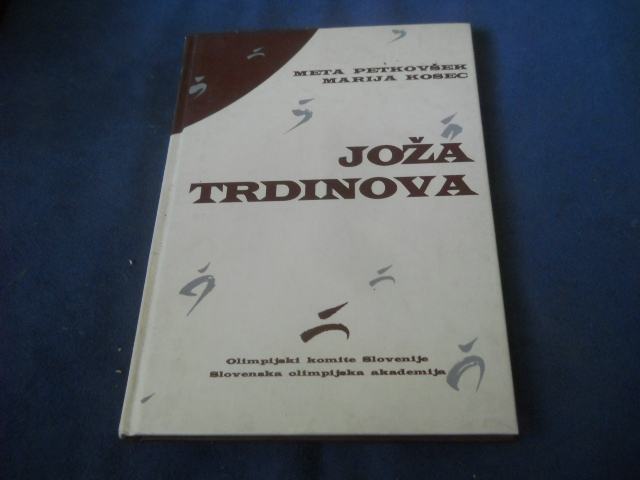 META PETKOVŠEK
MARIJA KOSEC
JOŽA
TRDINOVA
Olimpijski komite Slovenije
Slovenska olimpijska akademija